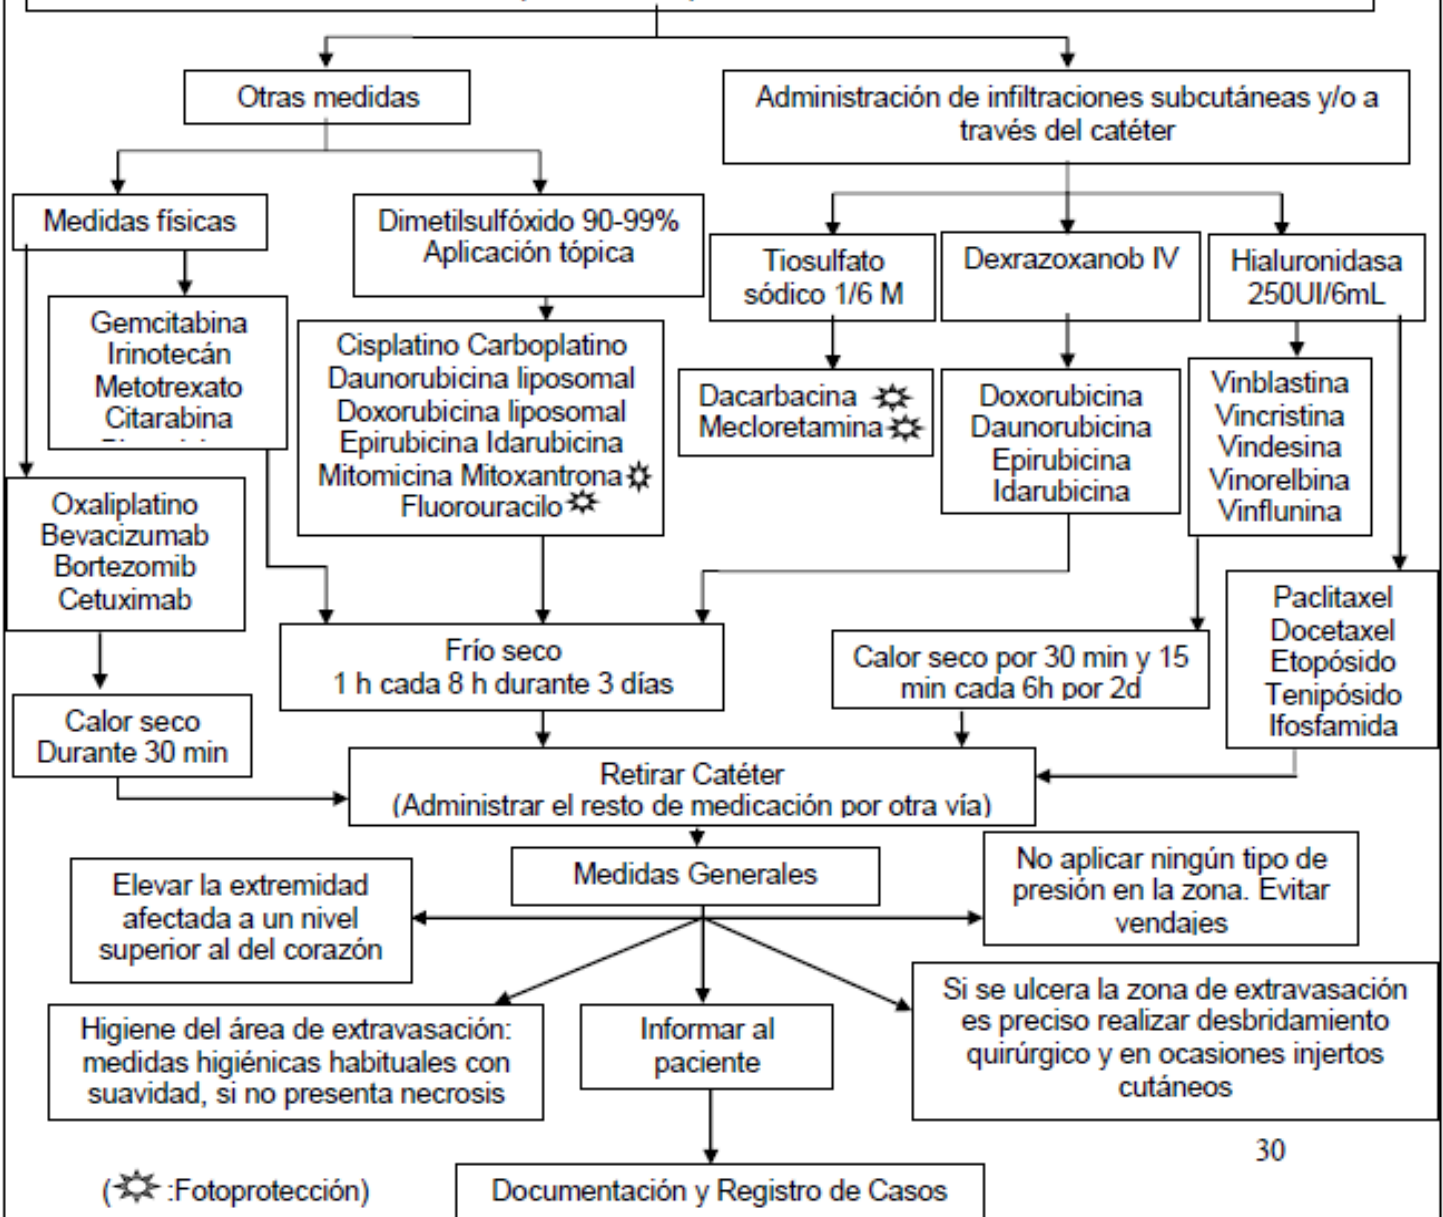 Otras medidas
Administración de infiltraciones subcutáneas y/o a
través del catéter
Medidas físicas
Dimetilsulfóxido 90-99%
Aplicación tópica
Tiosulfato
sódico 1/6 M
Dexrazoxanob IV
Hialuronidasa
250UI/6mL
Gemcitabina
Irinotecán
Metotrexato
Citarabina
Cisplatino Carboplatino
Daunorubicina liposomal
Doxorubicina liposomal
Epirubicina Idarubicina
Mitomicina Mitoxantrona
Fluorouracilo
Dacarbacina
Mecloretamina
Doxorubicina
Daunorubicina
Epirubicina
Idarubicina
Vinblastina
Vincristina
Vindesina
Vinorelbina
Vinflunina
Oxaliplatino
Bevacizumab
Bortezomib
Cetuximab
Paclitaxel
Docetaxel
Etopósido
Tenipósido
Ifosfamida
Frío seco
1 h cada 8 h durante 3 días
Calor seco por 30 min y 15
min cada 6h por 2d
Calor seco
Durante 30 min
Retirar Catéter
(Administrar el resto de medicación por otra vía)
Medidas Generales
Elevar la extremidad
afectada a un nivel
superior al del corazón
No aplicar ningún tipo de
presión en la zona. Evitar
vendajes
Higiene del área de extravasación:
medidas higiénicas habituales con
suavidad, si no presenta necrosis
Informar al
paciente
Si se ulcera la zona de extravasación
es preciso realizar desbridamiento
quirúrgico y en ocasiones injertos
cutáneos
30
( :Fotoprotección)
Documentación y Registro de Casos